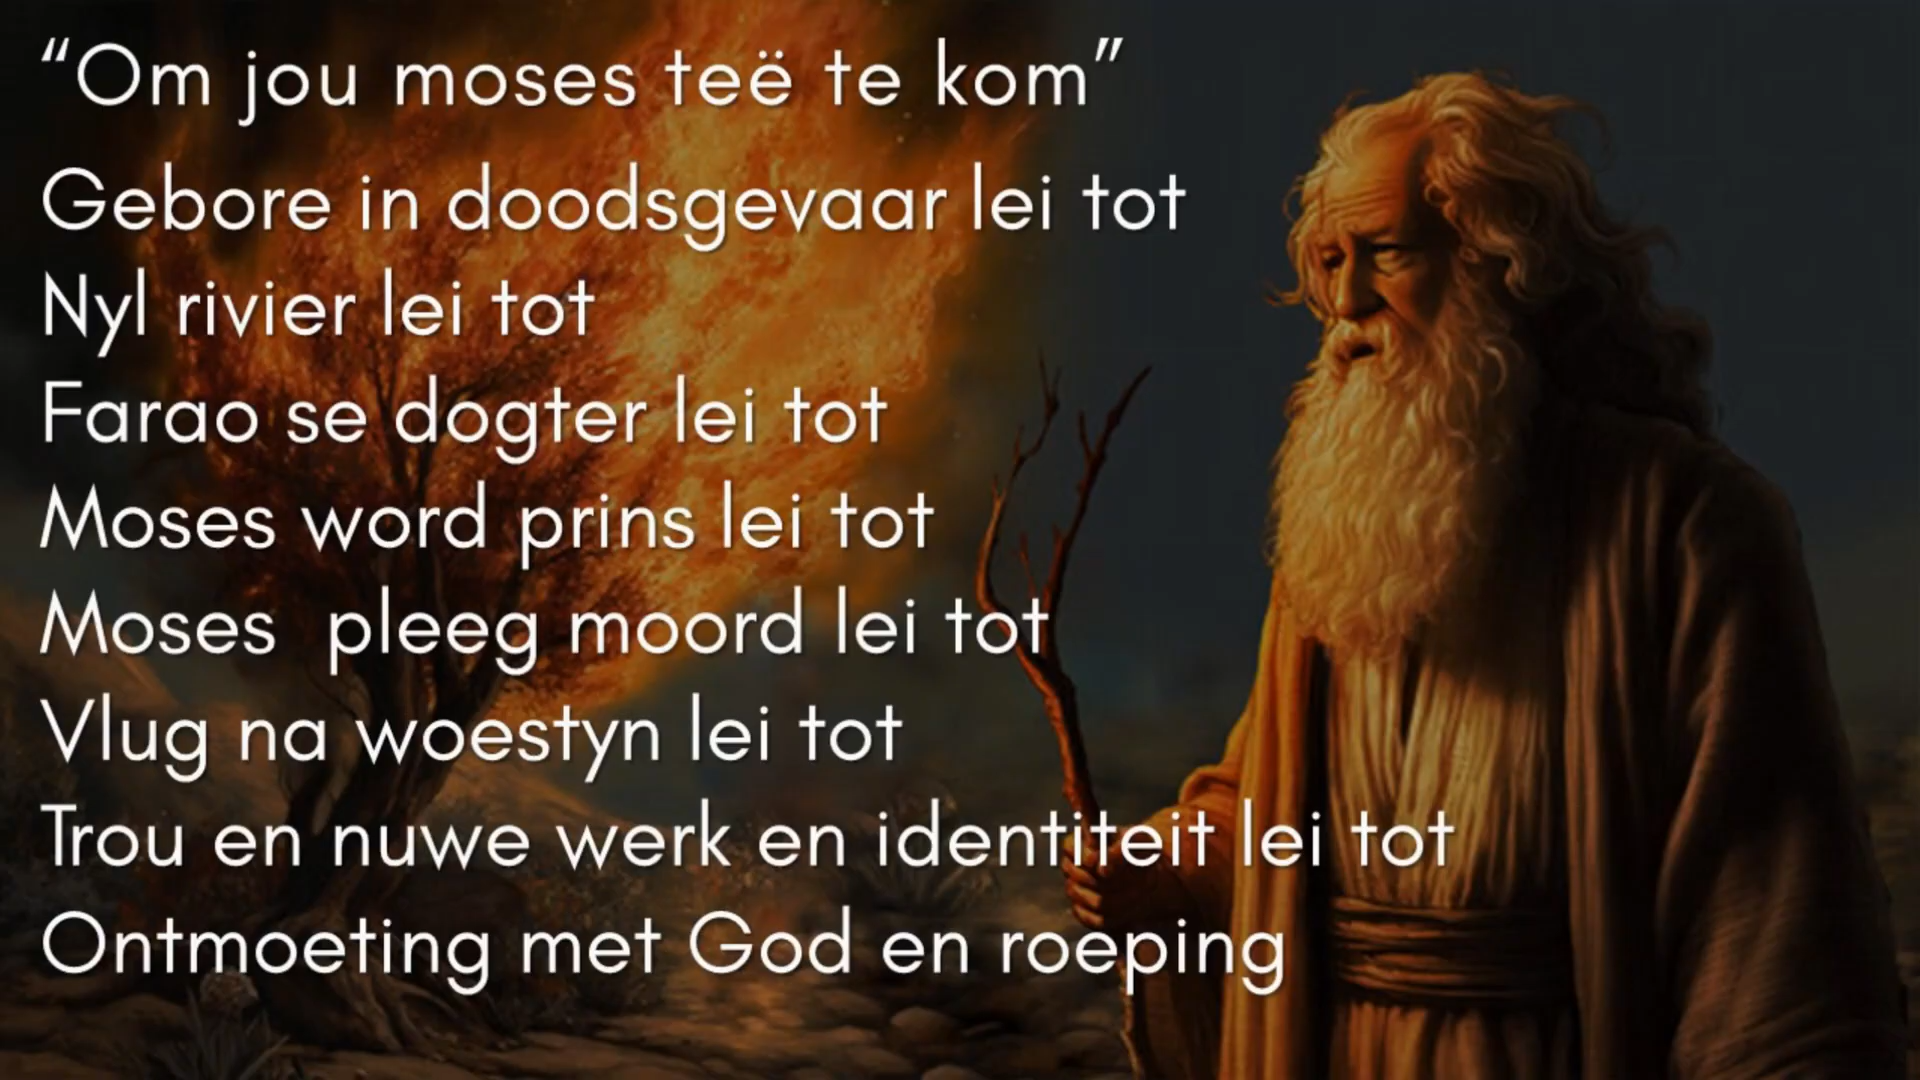 “Om jou moses teë te kom”
Gebore in doodsgevaar lei tot
Nyl rivier lei tot
Farao se dogter lei tot
Moses word prins lei tot
Moses  pleeg moord lei tot
Vlug na woestyn lei tot
Trou en nuwe werk en identiteit lei tot
Ontmoeting met God en roeping